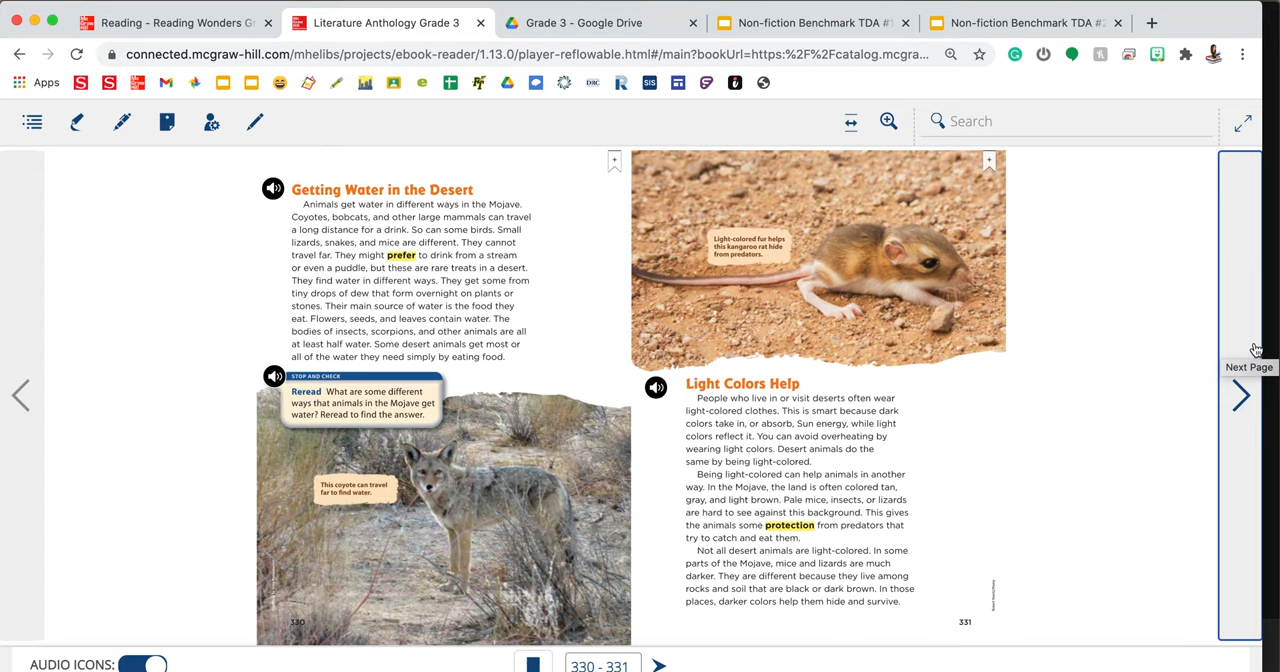 Reading - Reading Wonders Gr
Literature Anthology Grade 3
Grade 3 - Google Drive
Non-fiction Benchmark TDA #1
Non-fiction Benchmark TDA #2
connected.mcgraw-hill.com/mhelibs/projects/ebook-reader/1.13.0/player-reflowable.html#/main?bookUrl=https:%2F%2Fcatalog.mcgra...
Apps
SIS
Search
Getting Water in the Desert
Animals get water in different ways in the Mojave.
Coyotes, bobcats, and other large mammals can travel
a long distance for a drink. So can some birds. Small
lizards, snakes, and mice are different. They cannot
travel far. They might prefer to drink from a stream
or even a puddle, but these are rare treats in a desert.
They find water in different ways. They get some from
tiny drops of dew that form overnight on plants or
stones. Their main source of water is the food they
eat. Flowers, seeds, and leaves contain water. The
bodies of insects, scorpions, and other animals are all
at least half water. Some desert animals get most or
all of the water they need simply by eating food.
STOP AND CHECK
Reread What are some different
ways that animals in the Mojave get
water? Reread to find the answer.
This coyote can travel
far to find water.
330
Light-colored fur helps
this kangaroo rat hide
from predators.
Light Colors Help
People who live in or visit deserts often wear
light-colored clothes. This is smart because dark
colors take in, or absorb, Sun energy, while light
colors reflect it. You can avoid overheating by
wearing light colors. Desert animals do the
same by being light-colored.
Being light-colored can help animals in another
way. In the Mojave, the land is often colored tan,
gray, and light brown. Pale mice, insects, or lizards
are hard to see against this background. This gives
the animals some protection from predators that
try to catch and eat them.
Not all desert animals are light-colored. In some
parts of the Mojave, mice and lizards are much
darker. They are different because they live among
rocks and soil that are black or dark brown. In those
places, darker colors help them hide and survive.
331
Next Page
AUDIO ICONS:
330 - 331